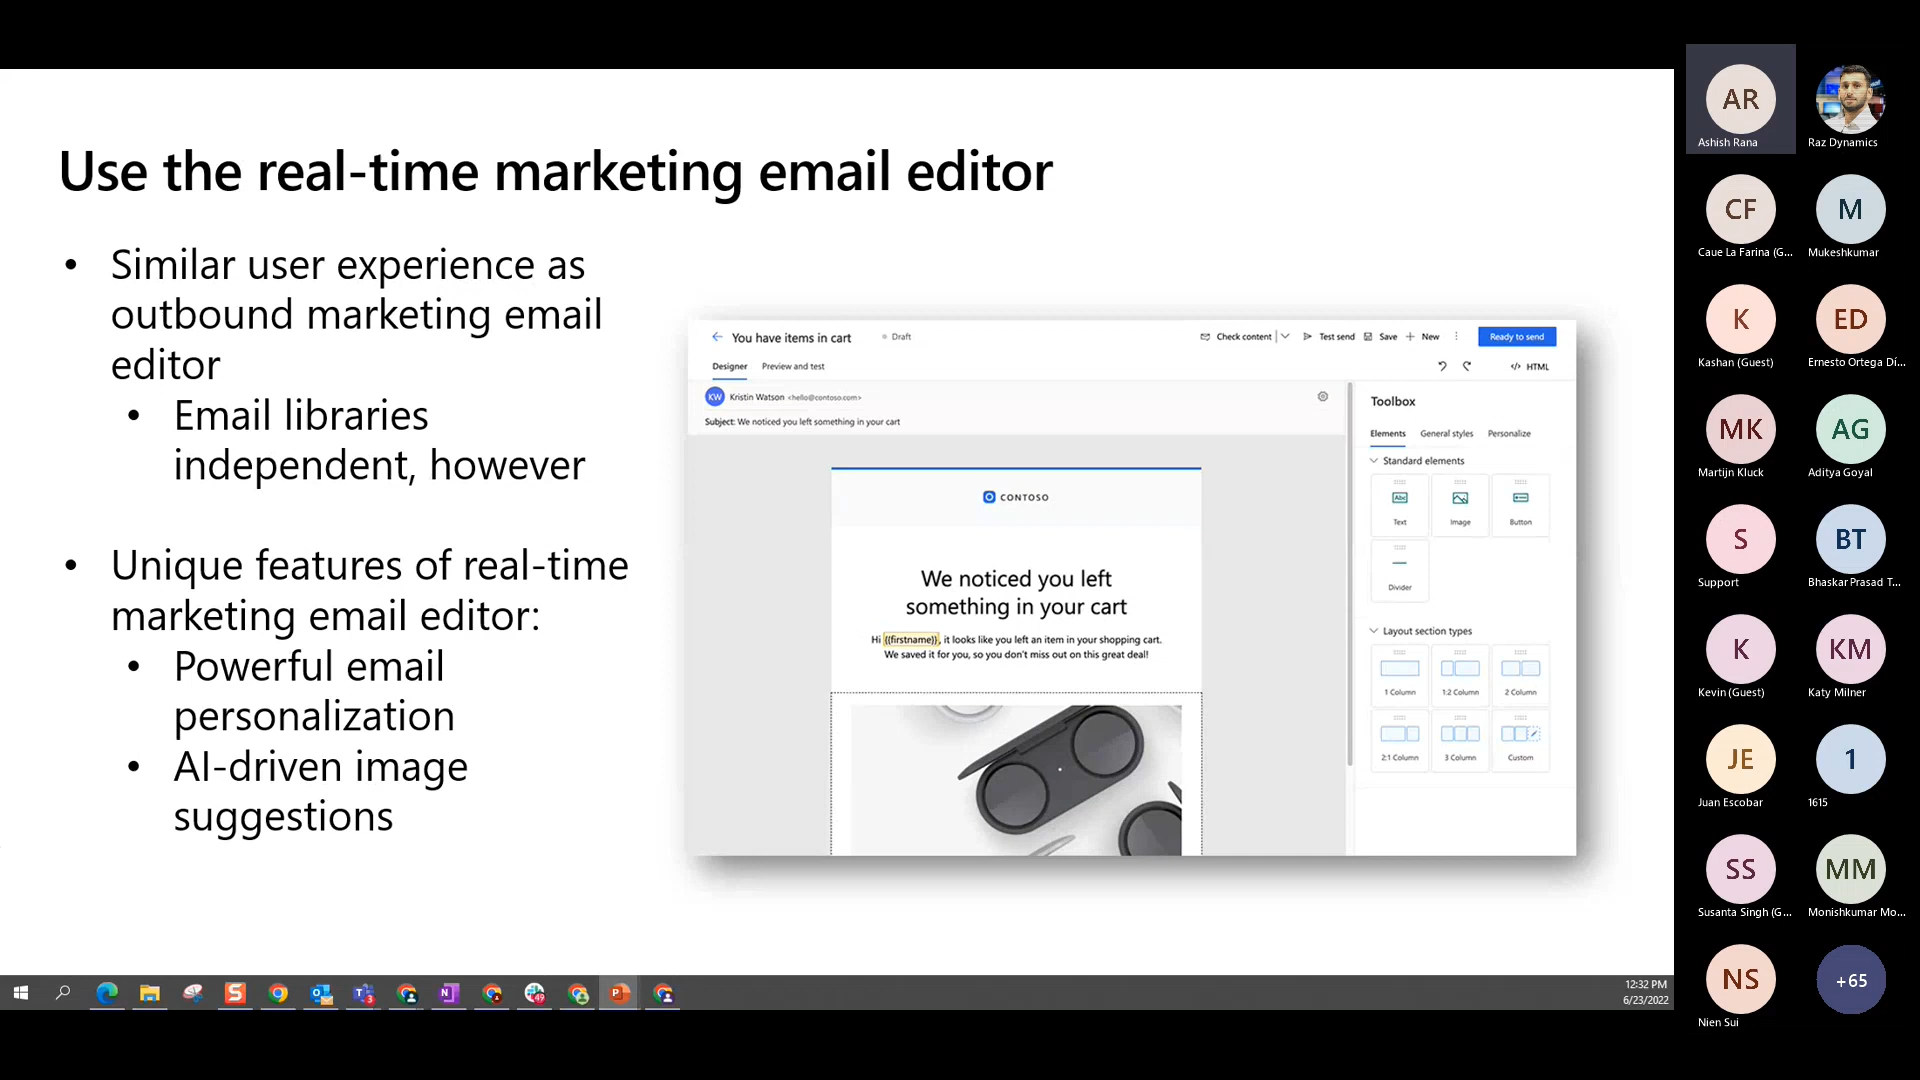 Use the real-time marketing email editor
• Similar user experience as
outbound marketing email
editor
• Email libraries
independent, however
• Unique features of real-time
marketing email editor:
• Powerful email
personalization
• AI-driven image
suggestions
You have items in cart
Draft
Check content
Test send
Save
New
Ready to send
Designer
Preview and test
HTML
KW
Kristin Watson <hello@contoso.com>
Subject: We noticed you left something in your cart
CONTOSO
We noticed you left
something in your cart
Hi {{firstname}}, it looks like you left an item in your shopping cart.
We saved it for you, so you don't miss out on this great deal!
Toolbox
Elements
General styles
Personalize
Standard elements
Abc
Text
Image
Button
Divider
Layout section types
1 Column
1:2 Column
2 Column
2:1 Column
3 Column
Custom
12:32 PM
6/23/2022
AR
Ashish Rana
Raz Dynamics
CF
Caue La Farina (G...
M
Mukeshkumar
K
Kashan (Guest)
ED
Ernesto Ortega Dí...
MK
Martijn Kluck
AG
Aditya Goyal
S
Support
BT
Bhaskar Prasad T...
K
Kevin (Guest)
KM
Katy Milner
JE
Juan Escobar
1
1615
SS
Susanta Singh (G...
MM
Monishkumar Mo...
NS
Nien Sui
+65